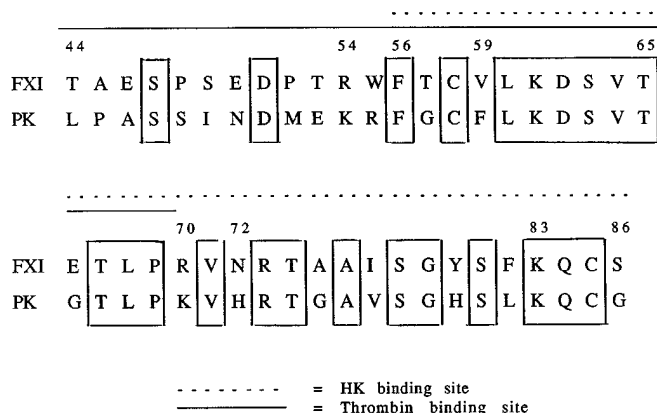 44 54 56 59 65
FXI T A E S P S E D P T R W F T C V L K D S V T
PK L P A S S I N D M E K R F G C F L K D S V T
70 72 83 86
FXI E T L P R V N R T A A I S G Y S F K Q C S
PK G T L P K V H R T G A V S G H S L K Q C G
= HK binding site
= Thrombin binding site